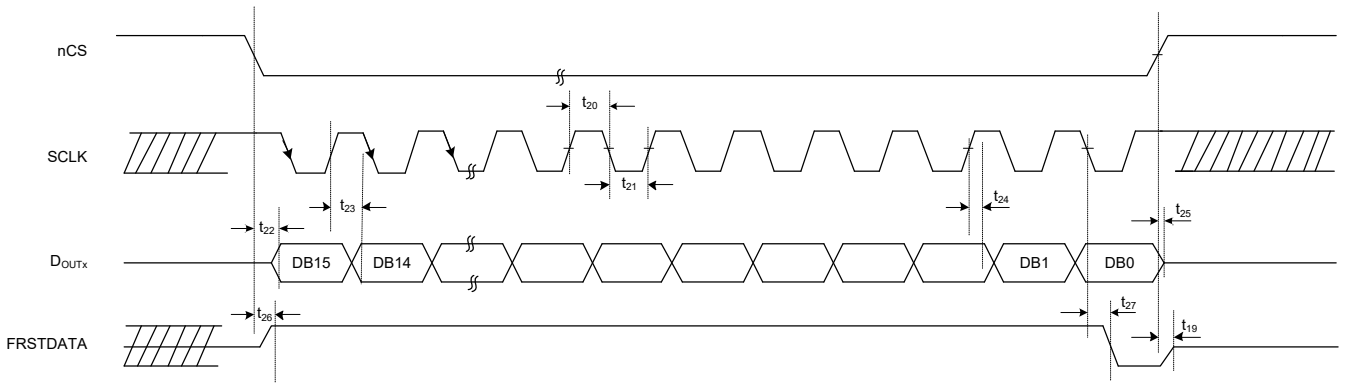 nCS
t20
SCLK
t21
t23
t24
t22
t25
DOUTx
DB15
DB14
DB1
DB0
t26
t27
t19
FRSTDATA